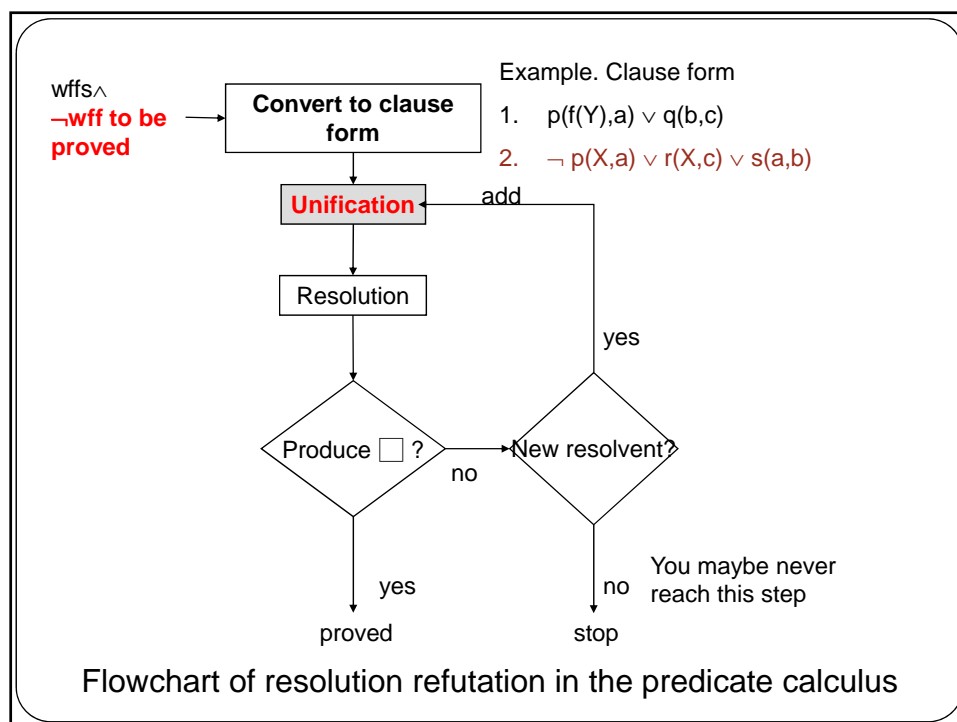 wffs∧
¬wff to be
proved
Convert to clause
form
Example. Clause form
1. p(f(Y),a) ∨ q(b,c)
2. ¬ p(X,a) ∨ r(X,c) ∨ s(a,b)
Unification
add
Resolution
yes
Produce □ ?
no
New resolvent?
yes
no
You maybe never
reach this step
proved
stop
Flowchart of resolution refutation in the predicate calculus